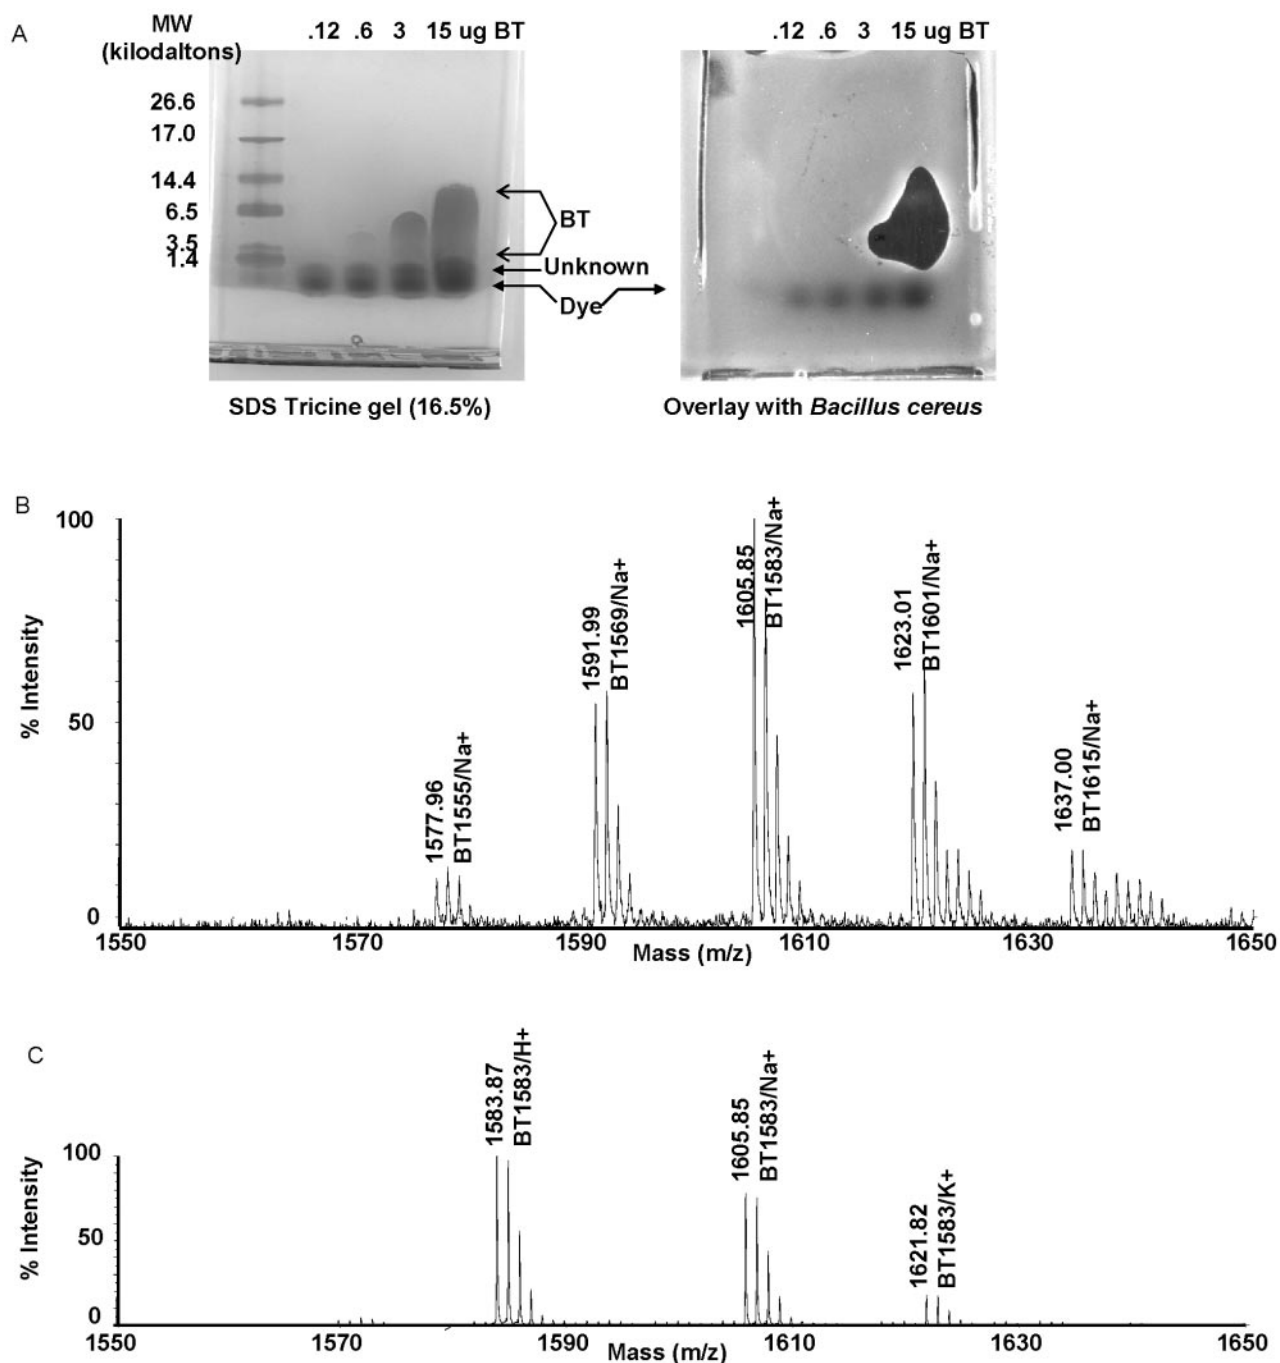 A
MW
(kilodaltons)
.12 .6 3 15 ug BT
.12 .6 3 15 ug BT
26.6
17.0
14.4
6.5
3.5
1.4
BT
Unknown
Dye
SDS Tricine gel (16.5%)
Overlay with Bacillus cereus
B
% Intensity
100
50
0
1577.96
BT1555/Na+
1591.99
BT1569/Na+
1605.85
BT1583/Na+
1623.01
BT1601/Na+
1637.00
BT1615/Na+
1550 1570 1590 1610 1630 1650
Mass (m/z)
C
% Intensity
100
50
0
1583.87
BT1583/H+
1605.85
BT1583/Na+
1621.82
BT1583/K+
1550 1570 1590 1610 1630 1650
Mass (m/z)